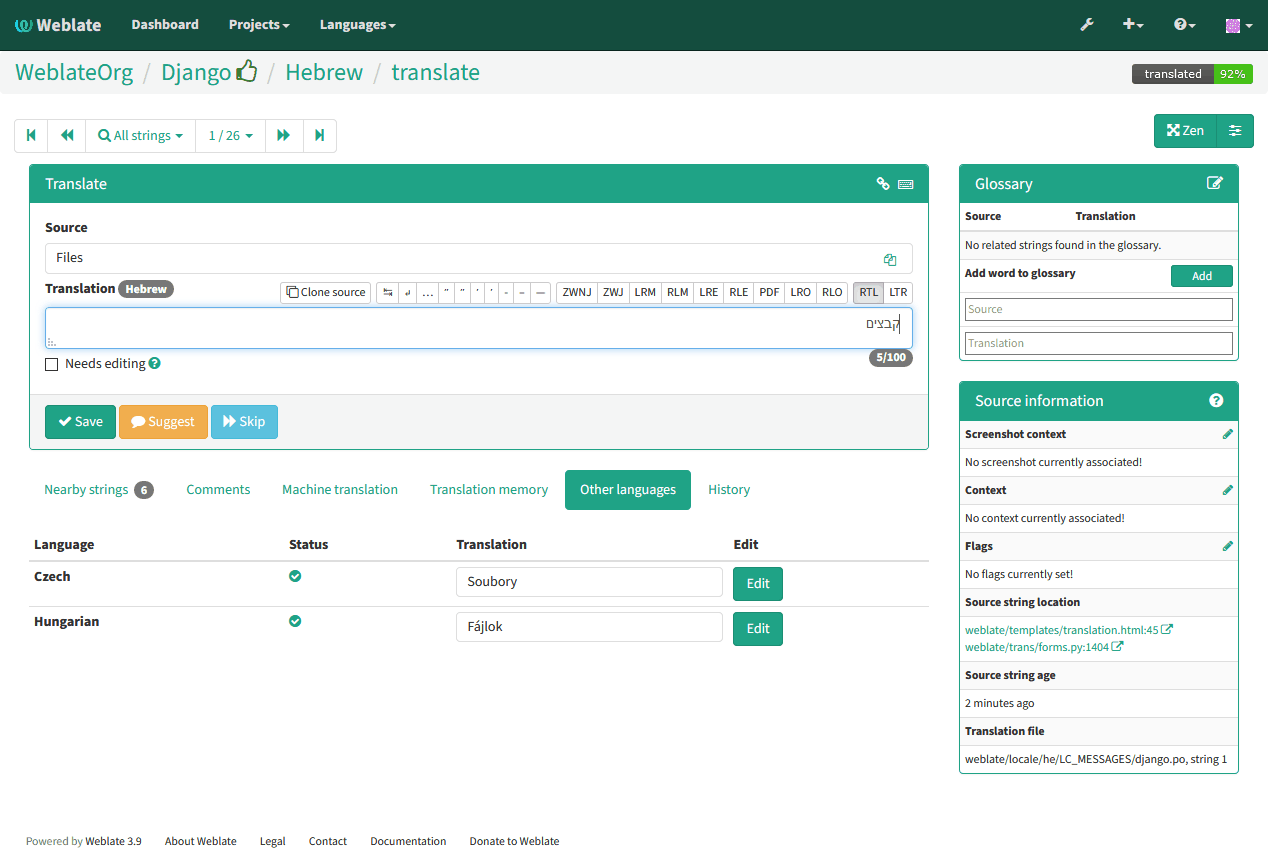 Weblate Dashboard Projects Languages
WeblateOrg / Django / Hebrew / translate
translated 92%
All strings 1 / 26
Zen
Translate
Source
Files
Translation Hebrew
Clone source ↹ ↲ … ” ” ’ ’ - – — ZWNJ ZWJ LRM RLM LRE RLE PDF LRO RLO RTL LTR
קבצים
Needs editing
5/100
Save Suggest Skip
Nearby strings 6 Comments Machine translation Translation memory Other languages History
Language Status Translation Edit
Czech Soubory Edit
Hungarian Fájlok Edit
Glossary
Source Translation
No related strings found in the glossary.
Add word to glossary Add
Source
Translation
Source information
Screenshot context
No screenshot currently associated!
Context
No context currently associated!
Flags
No flags currently set!
Source string location
weblate/templates/translation.html:45
weblate/trans/forms.py:1404
Source string age
2 minutes ago
Translation file
weblate/locale/he/LC_MESSAGES/django.po, string 1
Powered by Weblate 3.9 About Weblate Legal Contact Documentation Donate to Weblate